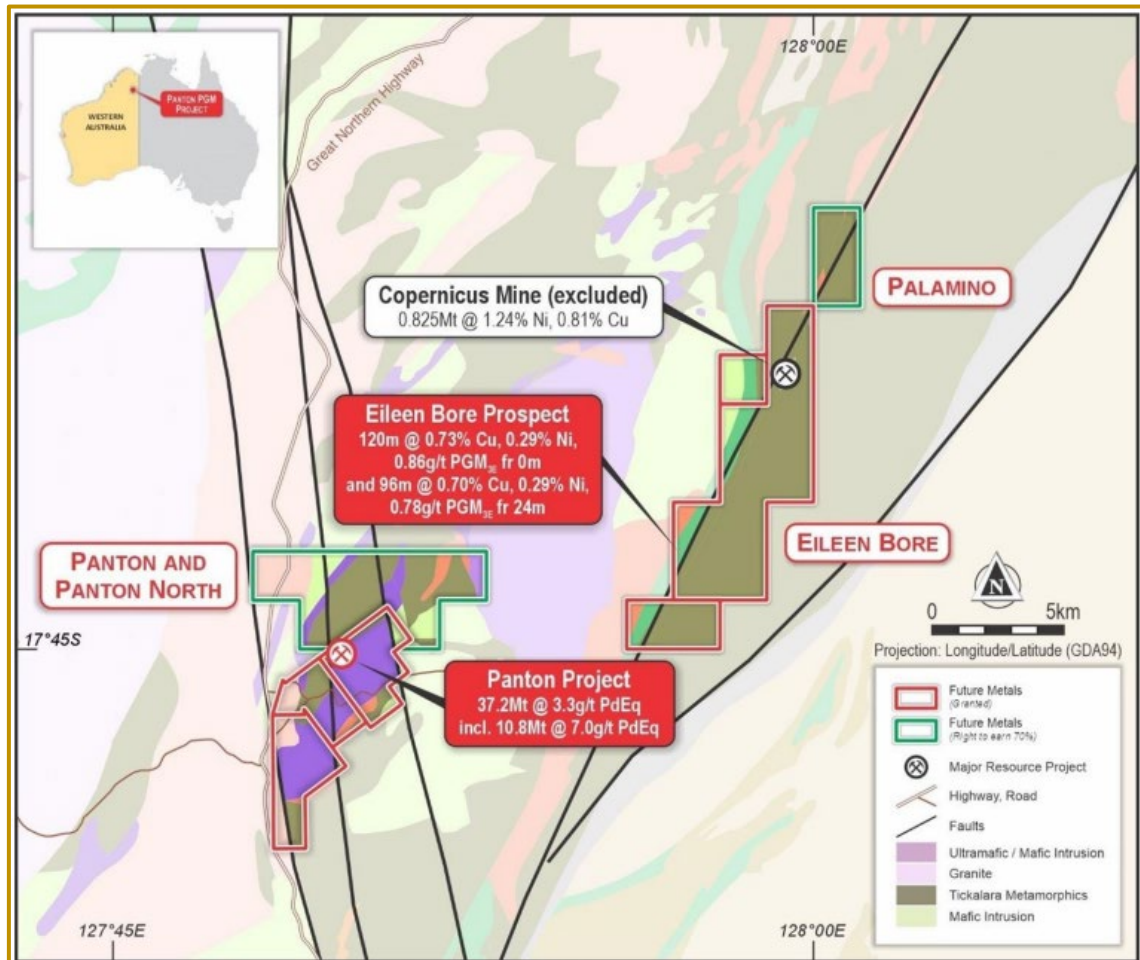 128°00E
PANTON PGM
PROJECT
WESTERN
AUSTRALIA
Great Northern Highway
Copernicus Mine (excluded)
0.825Mt @ 1.24% Ni, 0.81% Cu
PALAMINO
Eileen Bore Prospect
120m @ 0.73% Cu, 0.29% Ni,
0.86g/t PGM3E fr 0m
and 96m @ 0.70% Cu, 0.29% Ni,
0.78g/t PGM3E fr 24m
EILEEN BORE
PANTON AND
PANTON NORTH
N
0 5km
17°45S
Projection: Longitude/Latitude (GDA94)
Panton Project
37.2Mt @ 3.3g/t PdEq
incl. 10.8Mt @ 7.0g/t PdEq
Future Metals
(Granted)
Future Metals
(Right to earn 70%)
Major Resource Project
Highway, Road
Faults
Ultramafic / Mafic Intrusion
Granite
Tickalara Metamorphics
Mafic Intrusion
127°45E
128°00E